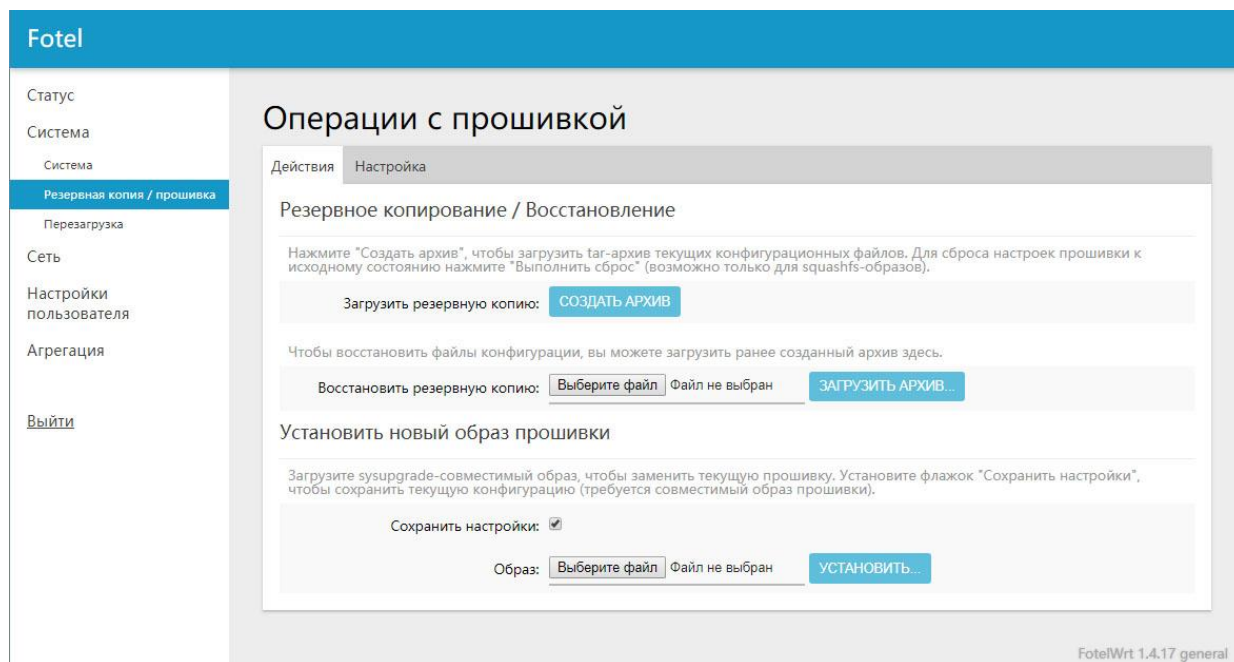 Fotel
Статус
Система
Система
Резервная копия / прошивка
Перезагрузка
Сеть
Настройки
пользователя
Агрегация
Выйти
Операции с прошивкой
Действия Настройка
Резервное копирование / Восстановление
Нажмите "Создать архив", чтобы загрузить tar-архив текущих конфигурационных файлов. Для сброса настроек прошивки к
исходному состоянию нажмите "Выполнить сброс" (возможно только для squashfs-образов).
Загрузить резервную копию: СОЗДАТЬ АРХИВ
Чтобы восстановить файлы конфигурации, вы можете загрузить ранее созданный архив здесь.
Восстановить резервную копию: Выберите файл Файл не выбран ЗАГРУЗИТЬ АРХИВ...
Установить новый образ прошивки
Загрузите sysupgrade-совместимый образ, чтобы заменить текущую прошивку. Установите флажок "Сохранить настройки",
чтобы сохранить текущую конфигурацию (требуется совместимый образ прошивки).
Сохранить настройки:
Образ: Выберите файл Файл не выбран УСТАНОВИТЬ...
FotelWrt 1.4.17 general